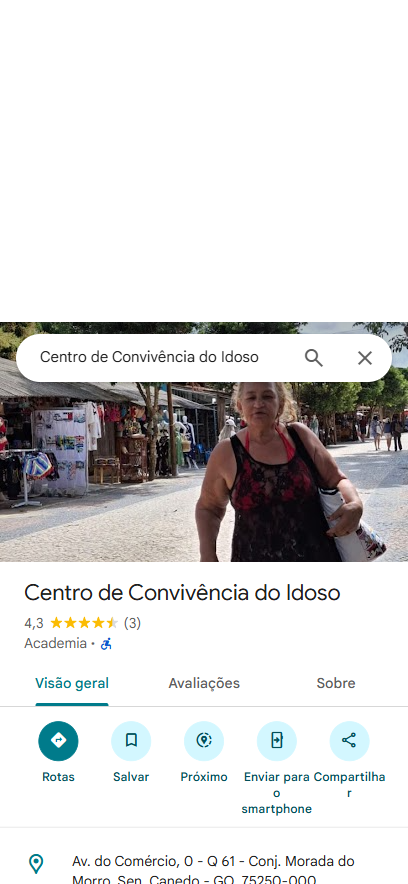 Centro de Convivência do Idoso
Centro de Convivência do Idoso
4,3 (3)
Academia ·
Visão geral Avaliações Sobre
Rotas Salvar Próximo Enviar para o smartphone Compartilhar
Av. do Comércio, 0 - Q 61 - Conj. Morada do
Morro, Sen. Canedo - GO, 75250-000